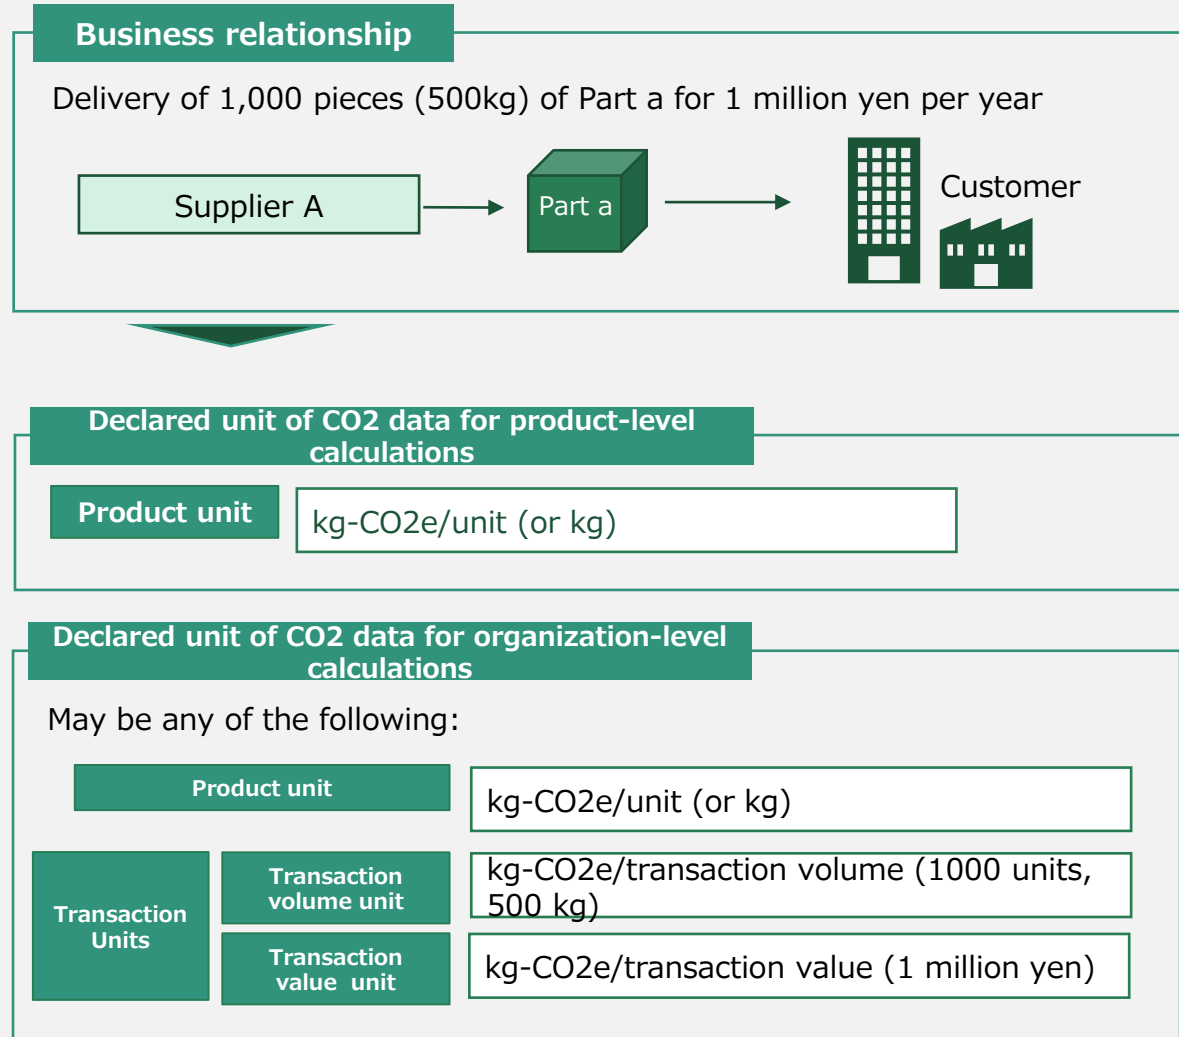 Business relationship
Delivery of 1,000 pieces (500kg) of Part a for 1 million yen per year
Supplier A
Part a
Customer
Declared unit of CO2 data for product-level
calculations
Product unit
kg-CO2e/unit (or kg)
Declared unit of CO2 data for organization-level
calculations
May be any of the following:
Product unit
kg-CO2e/unit (or kg)
Transaction
Units
Transaction
volume unit
kg-CO2e/transaction volume (1000 units,
500 kg)
Transaction
value unit
kg-CO2e/transaction value (1 million yen)